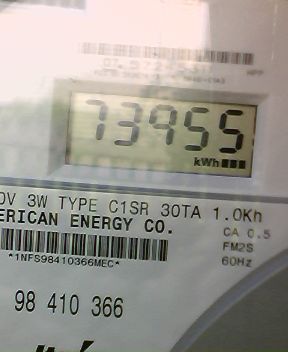 73955
kWh
0V 3W TYPE C1SR 30TA 1.0Kh
ERICAN ENERGY CO.
CA 0.5
FM2S
*1NFS98410366MEC*
60Hz
98 410 366